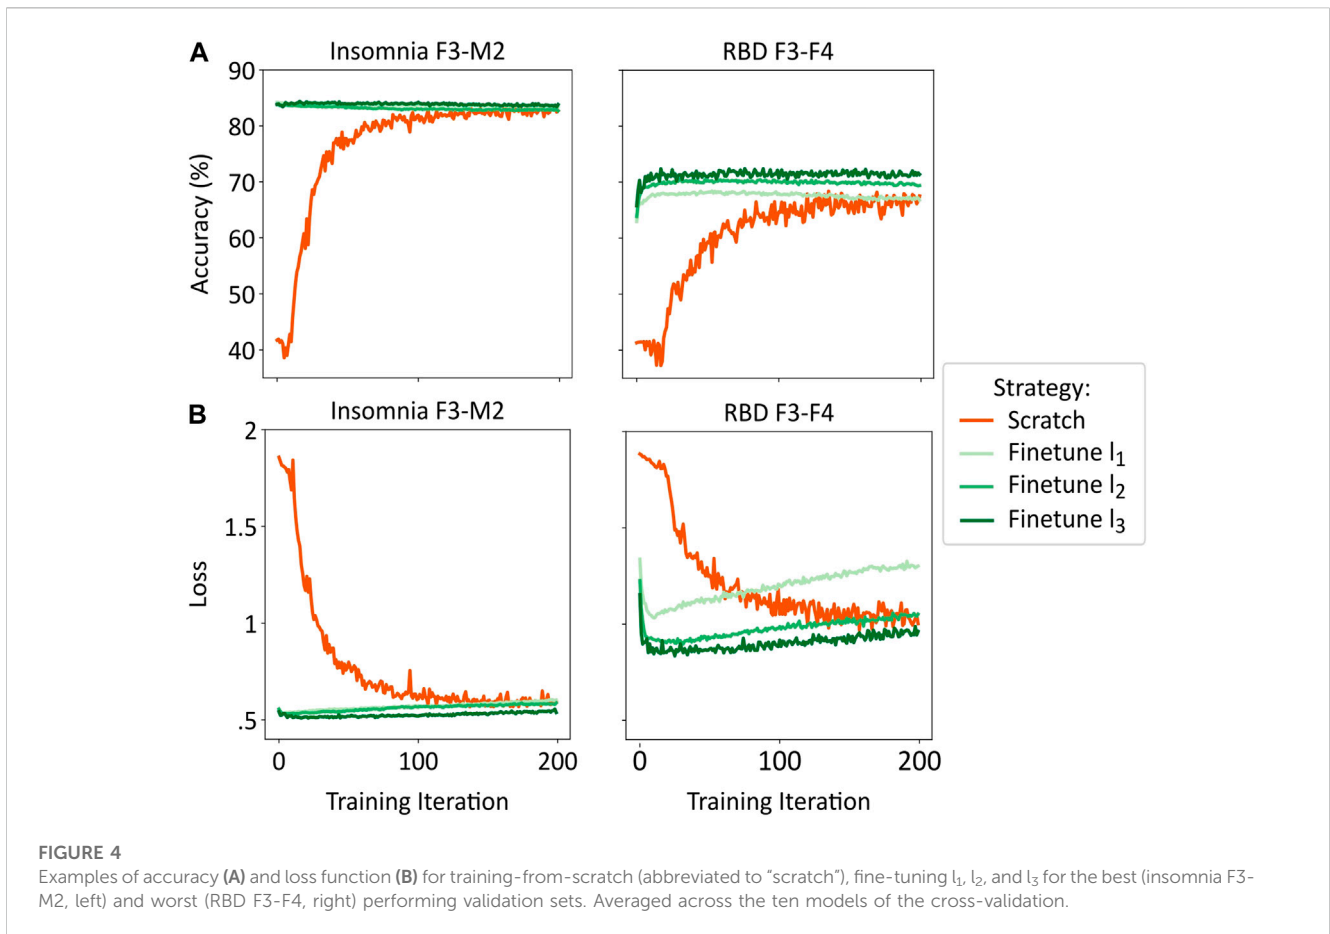 A
Insomnia F3-M2
RBD F3-F4
90
80
70
60
50
40
Accuracy (%)
B
Insomnia F3-M2
RBD F3-F4
2
1.5
1
.5
Loss
0
100
200
0
100
200
Training Iteration
Training Iteration
Strategy:
Scratch
Finetune l₁
Finetune l₂
Finetune l₃
FIGURE 4
Examples of accuracy (A) and loss function (B) for training-from-scratch (abbreviated to “scratch”), fine-tuning l₁, l₂, and l₃ for the best (insomnia F3-
M2, left) and worst (RBD F3-F4, right) performing validation sets. Averaged across the ten models of the cross-validation.